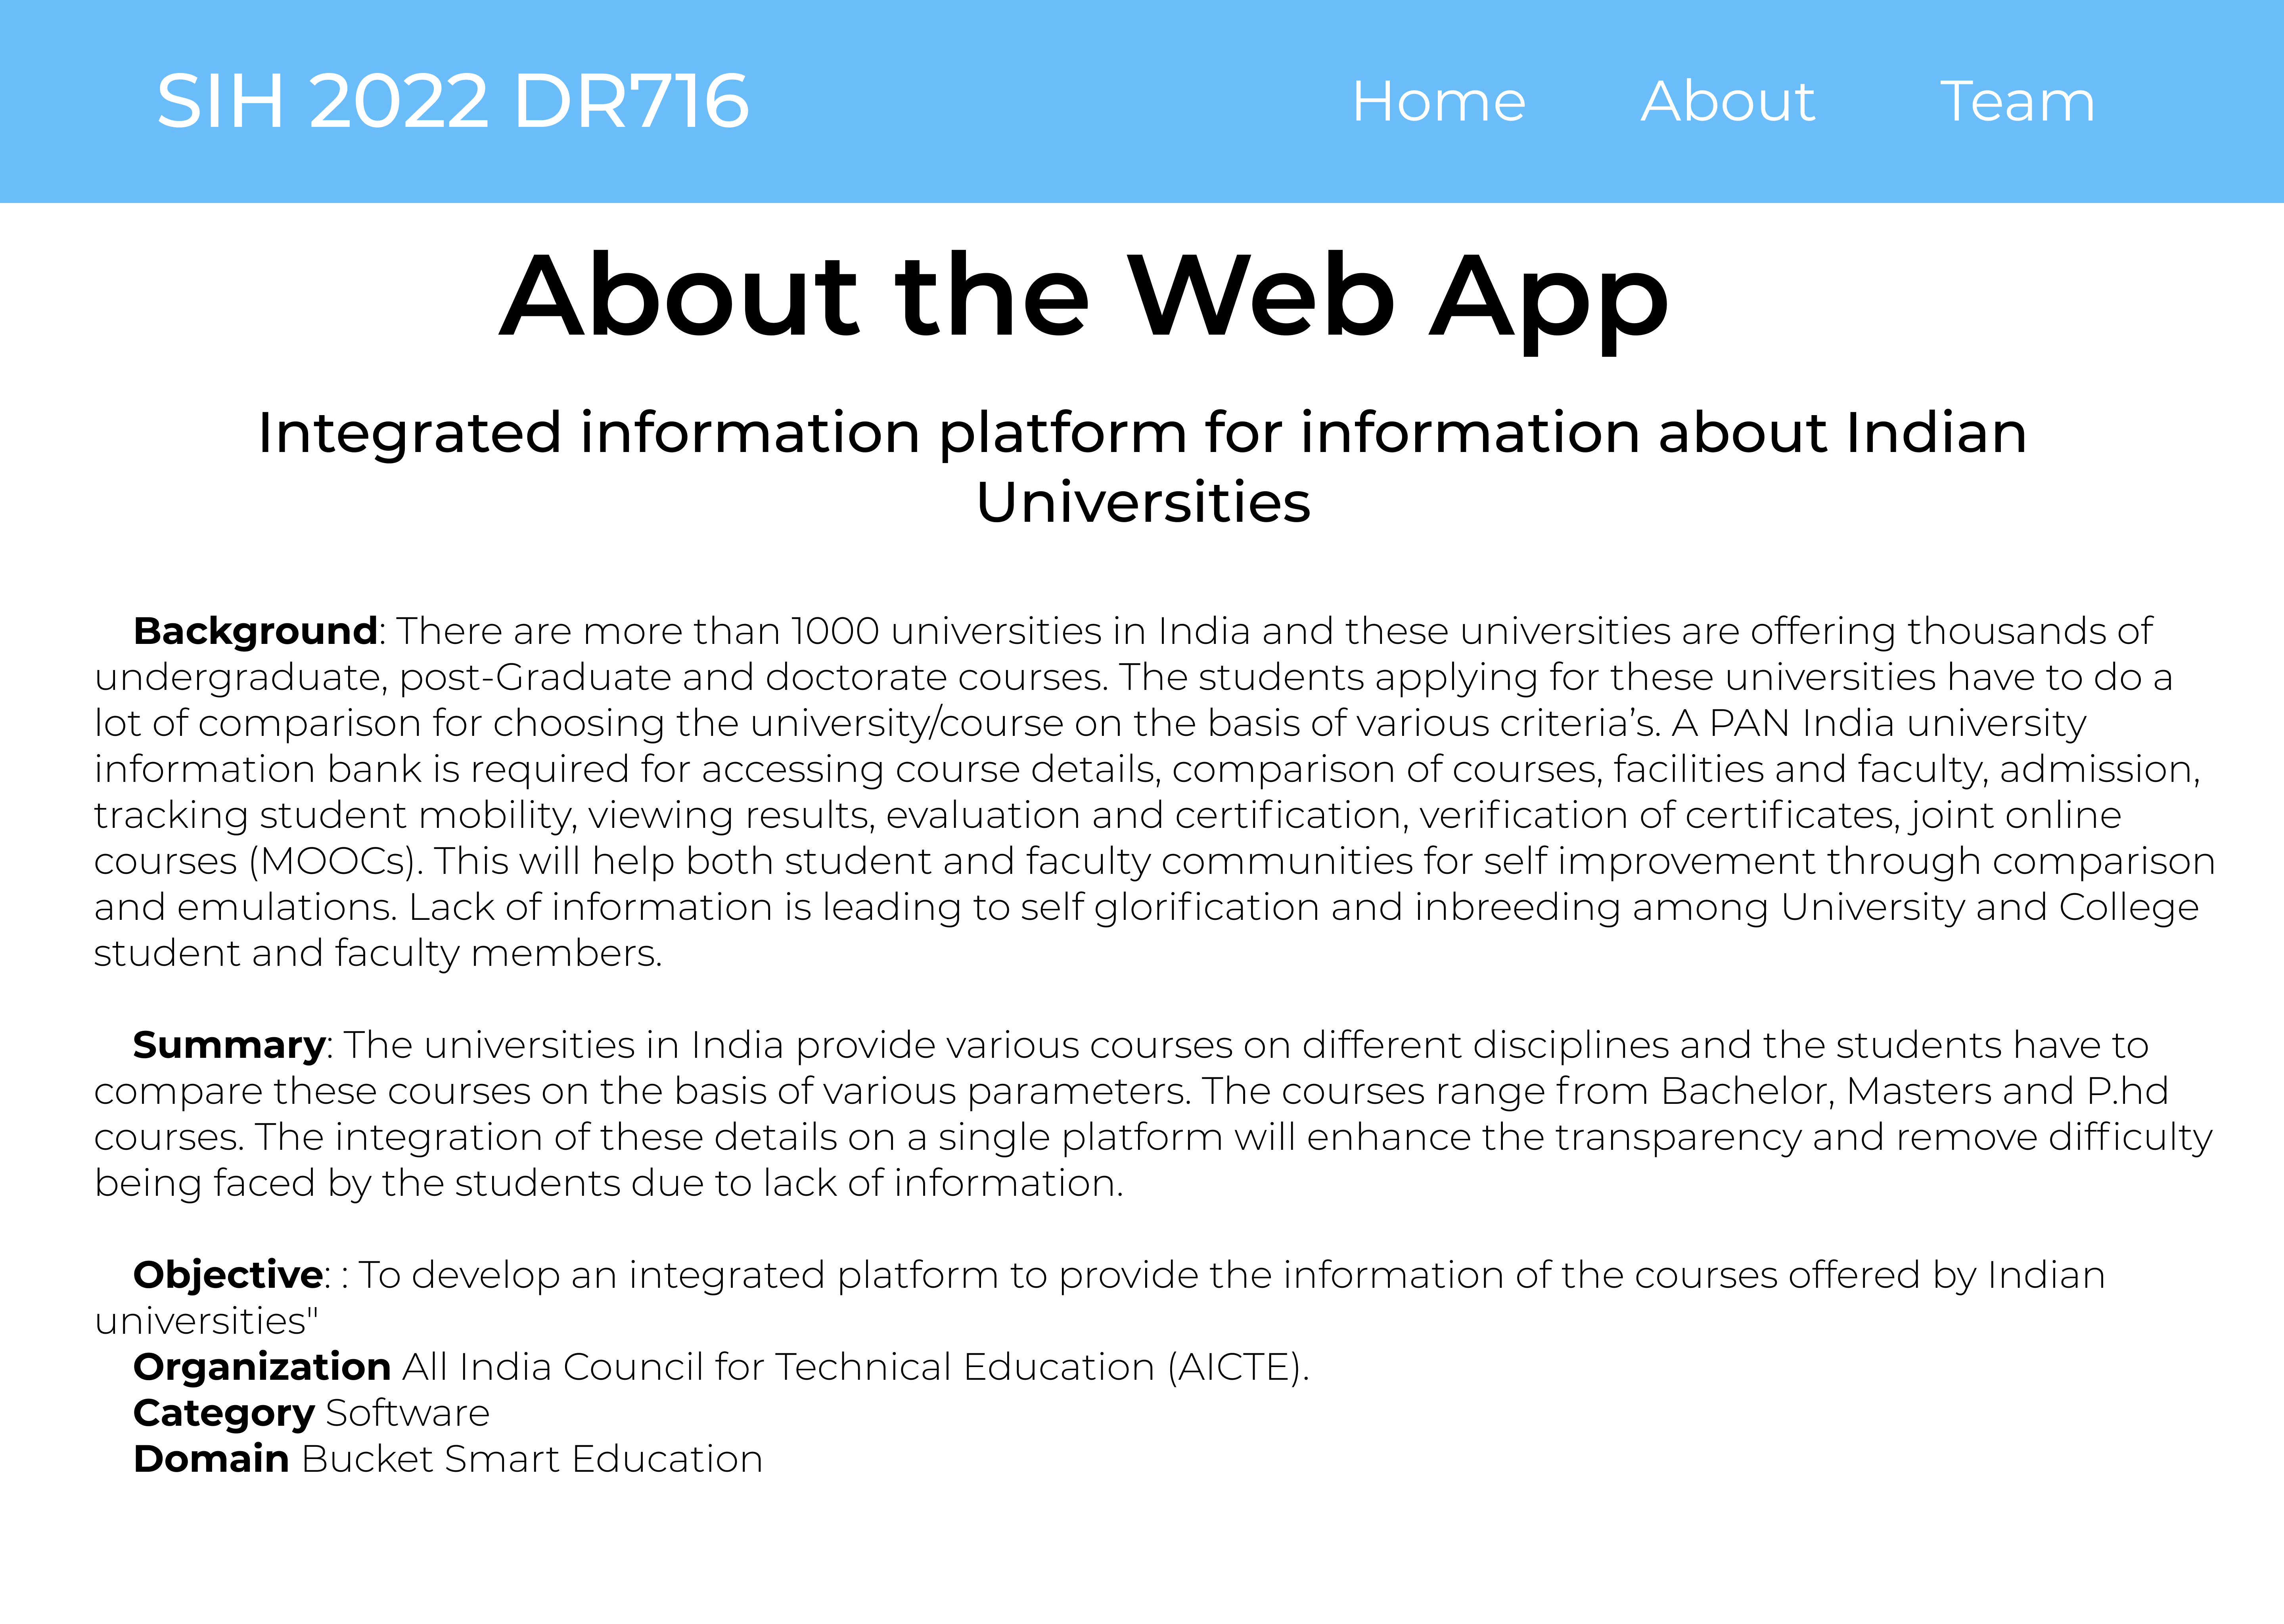 SIH 2022 DR716
Home About Team
About the Web App
Integrated information platform for information about Indian
Universities
Background: There are more than 1000 universities in India and these universities are offering thousands of
undergraduate, post-Graduate and doctorate courses. The students applying for these universities have to do a
lot of comparison for choosing the university/course on the basis of various criteria’s. A PAN India university
information bank is required for accessing course details, comparison of courses, facilities and faculty, admission,
tracking student mobility, viewing results, evaluation and certification, verification of certificates, joint online
courses (MOOCs). This will help both student and faculty communities for self improvement through comparison
and emulations. Lack of information is leading to self glorification and inbreeding among University and College
student and faculty members.
Summary: The universities in India provide various courses on different disciplines and the students have to
compare these courses on the basis of various parameters. The courses range from Bachelor, Masters and P.hd
courses. The integration of these details on a single platform will enhance the transparency and remove difficulty
being faced by the students due to lack of information.
Objective: : To develop an integrated platform to provide the information of the courses offered by Indian
universities"
Organization All India Council for Technical Education (AICTE).
Category Software
Domain Bucket Smart Education